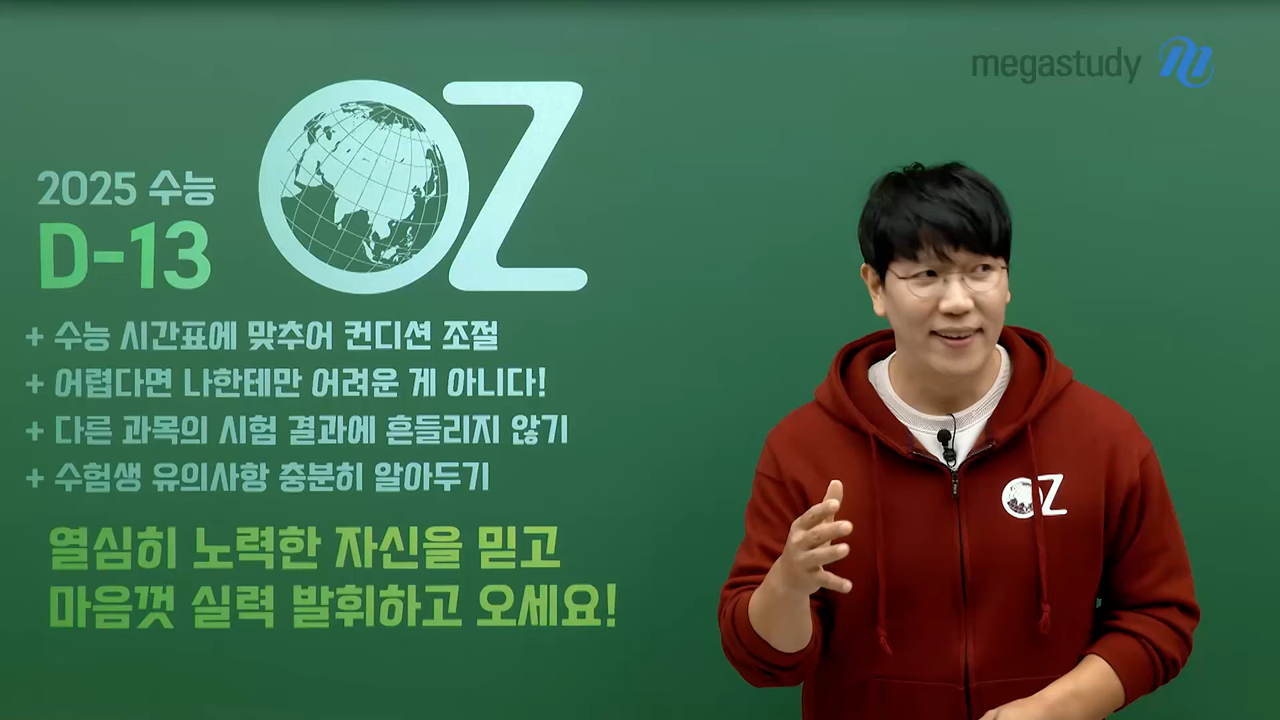 megastudy
OZ
2025 수능
D-13
+ 수능 시간표에 맞추어 컨디션 조절
+ 어렵다면 나한테만 어려운 게 아니다!
+ 다른 과목의 시험 결과에 흔들리지 않기
+ 수험생 유의사항 충분히 알아두기
열심히 노력한 자신을 믿고
마음껏 실력 발휘하고 오세요!
OZ